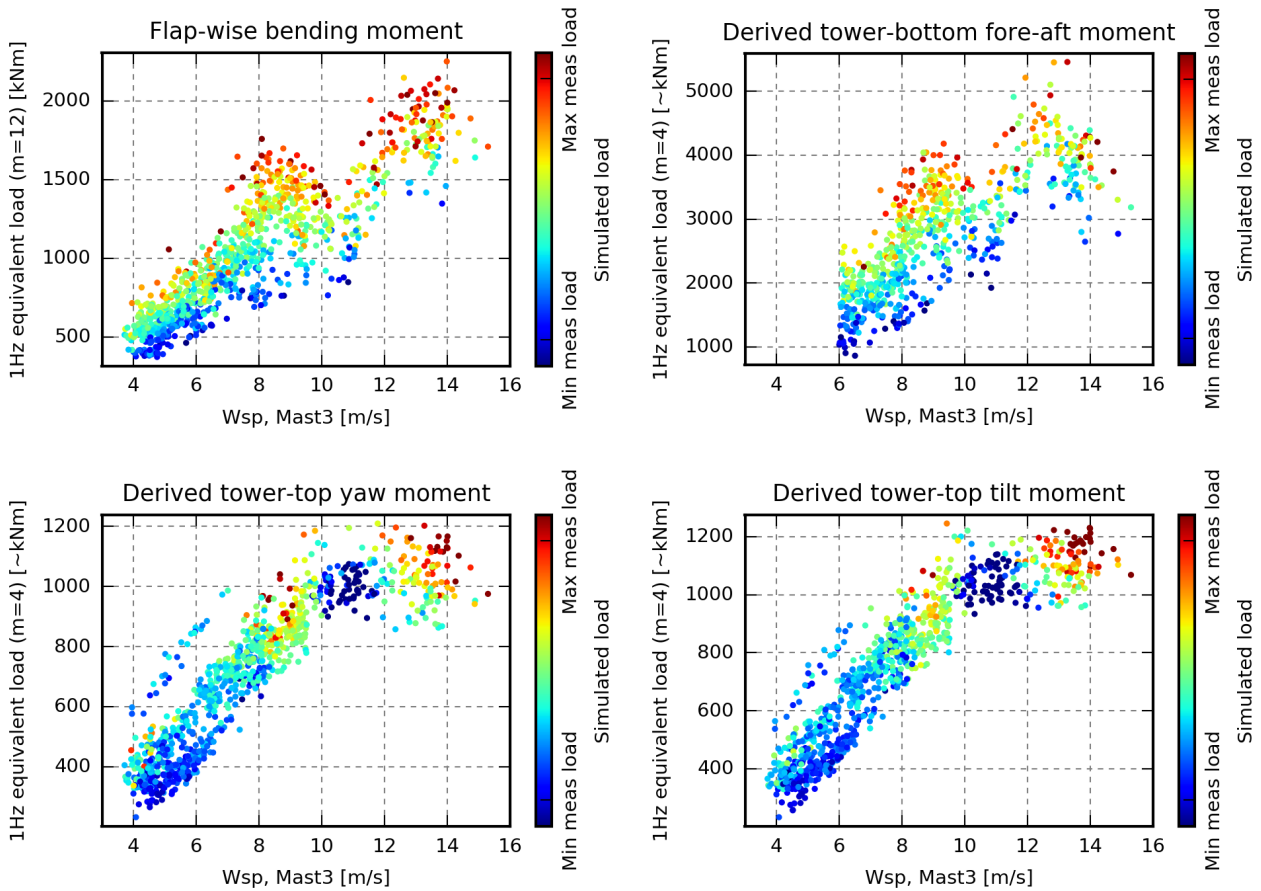 Flap-wise bending moment
1Hz equivalent load (m=12) [kNm]
2000
1500
1000
500
4 6 8 10 12 14 16
Wsp, Mast3 [m/s]
Max meas load
Simulated load
Min meas load
Derived tower-bottom fore-aft moment
1Hz equivalent load (m=4) [~kNm]
5000
4000
3000
2000
1000
4 6 8 10 12 14 16
Wsp, Mast3 [m/s]
Max meas load
Simulated load
Min meas load
Derived tower-top yaw moment
1Hz equivalent load (m=4) [~kNm]
1200
1000
800
600
400
4 6 8 10 12 14 16
Wsp, Mast3 [m/s]
Max meas load
Simulated load
Min meas load
Derived tower-top tilt moment
1Hz equivalent load (m=4) [~kNm]
1200
1000
800
600
400
4 6 8 10 12 14 16
Wsp, Mast3 [m/s]
Max meas load
Simulated load
Min meas load